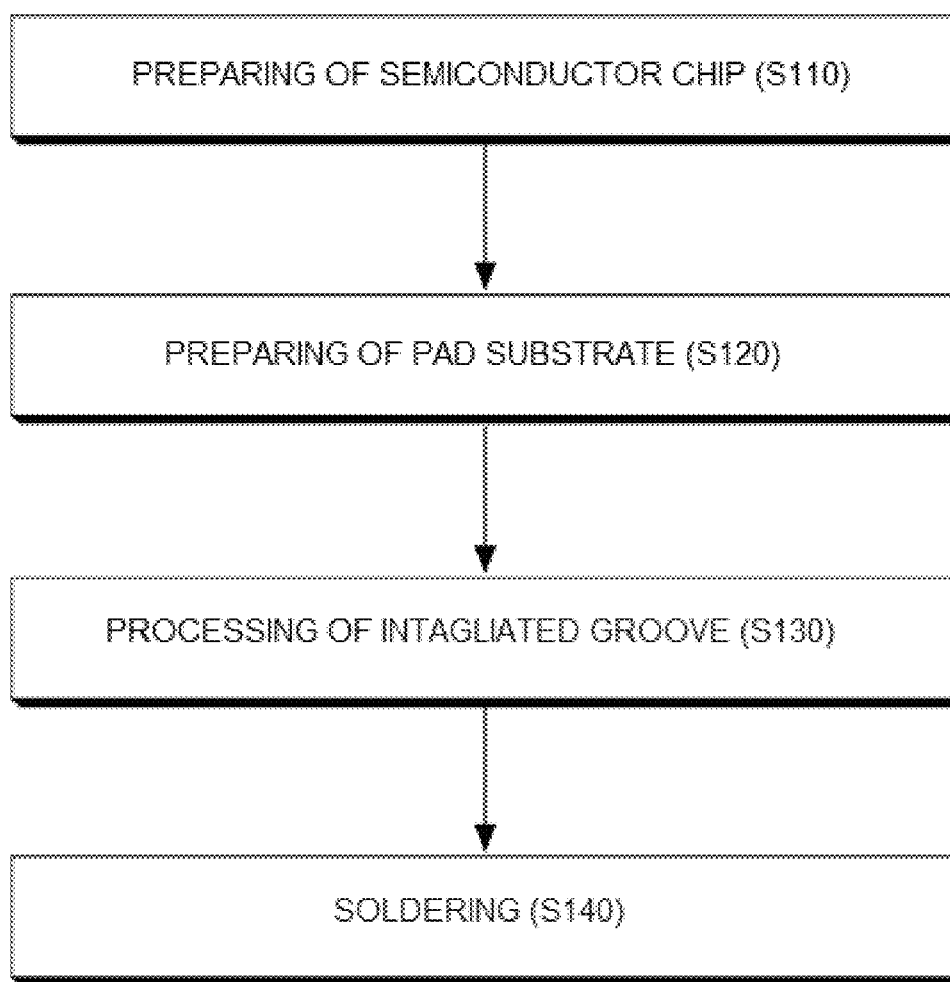 PREPARING OF SEMICONDUCTOR CHIP (S110)
PREPARING OF PAD SUBSTRATE (S120)
PROCESSING OF INTAGLIATED GROOVE (S130)
SOLDERING (S140)